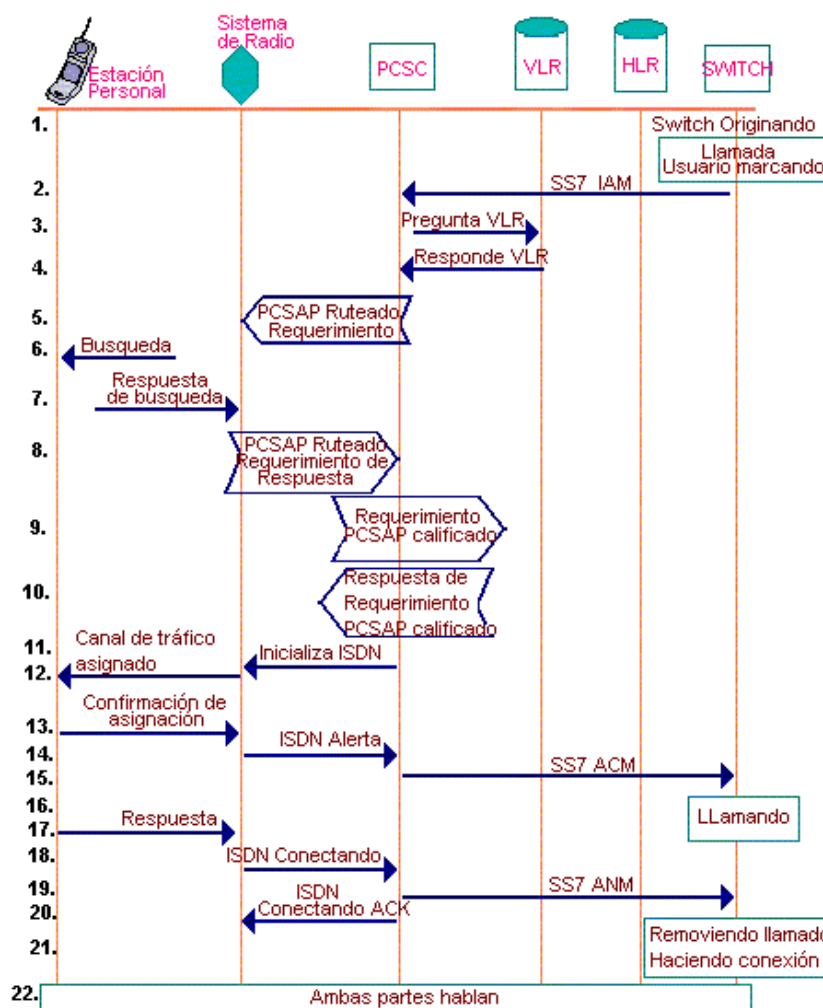 Sistema
de Radio
Estación
Personal
PCSC
VLR
HLR
SWITCH
1.
Switch Originando
Llamada
Usuario marcando
2.
SS7 IAM
3.
Pregunta VLR
4.
Responde VLR
5.
PCSAP Ruteado
Requerimiento
6.
Busqueda
7.
Respuesta
de búsqueda
8.
PCSAP Ruteado
Requerimiento de
Respuesta
9.
Requerimiento
PCSAP calificado
10.
Respuesta de
Requerimiento
PCSAP calificado
11.
Inicializa ISDN
12.
Canal de tráfico
asignado
13.
Confirmación de
asignación
14.
ISDN Alerta
15.
SS7 ACM
16.
LLamando
17.
Respuesta
18.
ISDN Conectando
19.
SS7 ANM
20.
ISDN
Conectando ACK
21.
Removiendo llamado
Haciendo conexión
22.
Ambas partes hablan